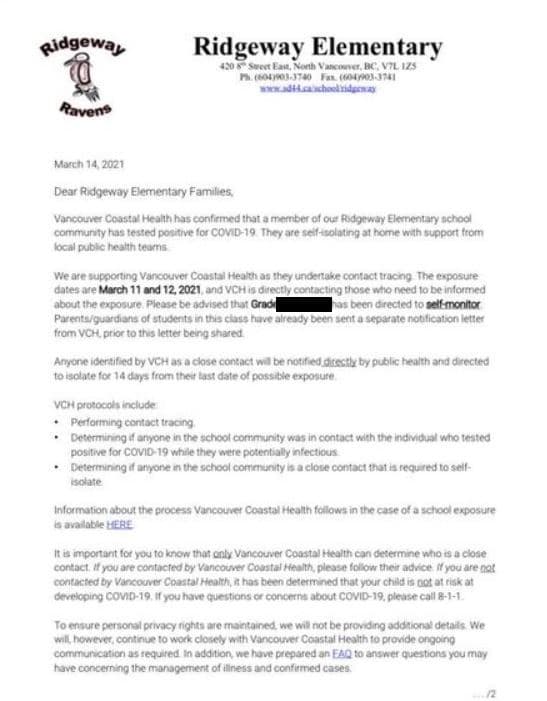 Ridgeway
Ravens
Ridgeway Elementary
420 8th Street East, North Vancouver, BC, V7L 1Z5
Ph. (604)903-3740 Fax. (604)903-3741
www.sd44.ca/school/ridgeway
March 14, 2021
Dear Ridgeway Elementary Families,
Vancouver Coastal Health has confirmed that a member of our Ridgeway Elementary school
community has tested positive for COVID-19. They are self-isolating at home with support from
local public health teams.
We are supporting Vancouver Coastal Health as they undertake contact tracing. The exposure
dates are March 11 and 12, 2021, and VCH is directly contacting those who need to be informed
about the exposure. Please be advised that Grade has been directed to self-monitor.
Parents/guardians of students in this class have already been sent a separate notification letter
from VCH, prior to this letter being shared.
Anyone identified by VCH as a close contact will be notified directly by public health and directed
to isolate for 14 days from their last date of possible exposure.
VCH protocols include:
• Performing contact tracing.
• Determining if anyone in the school community was in contact with the individual who tested
positive for COVID-19 while they were potentially infectious.
• Determining if anyone in the school community is a close contact that is required to self-
isolate.
Information about the process Vancouver Coastal Health follows in the case of a school exposure
is available HERE.
It is important for you to know that only Vancouver Coastal Health can determine who is a close
contact. If you are contacted by Vancouver Coastal Health, please follow their advice. If you are not
contacted by Vancouver Coastal Health, it has been determined that your child is not at risk at
developing COVID-19. If you have questions or concerns about COVID-19, please call 8-1-1.
To ensure personal privacy rights are maintained, we will not be providing additional details. We
will, however, continue to work closely with Vancouver Coastal Health to provide ongoing
communication as required. In addition, we have prepared an FAQ to answer questions you may
have concerning the management of illness and confirmed cases.
.... /2